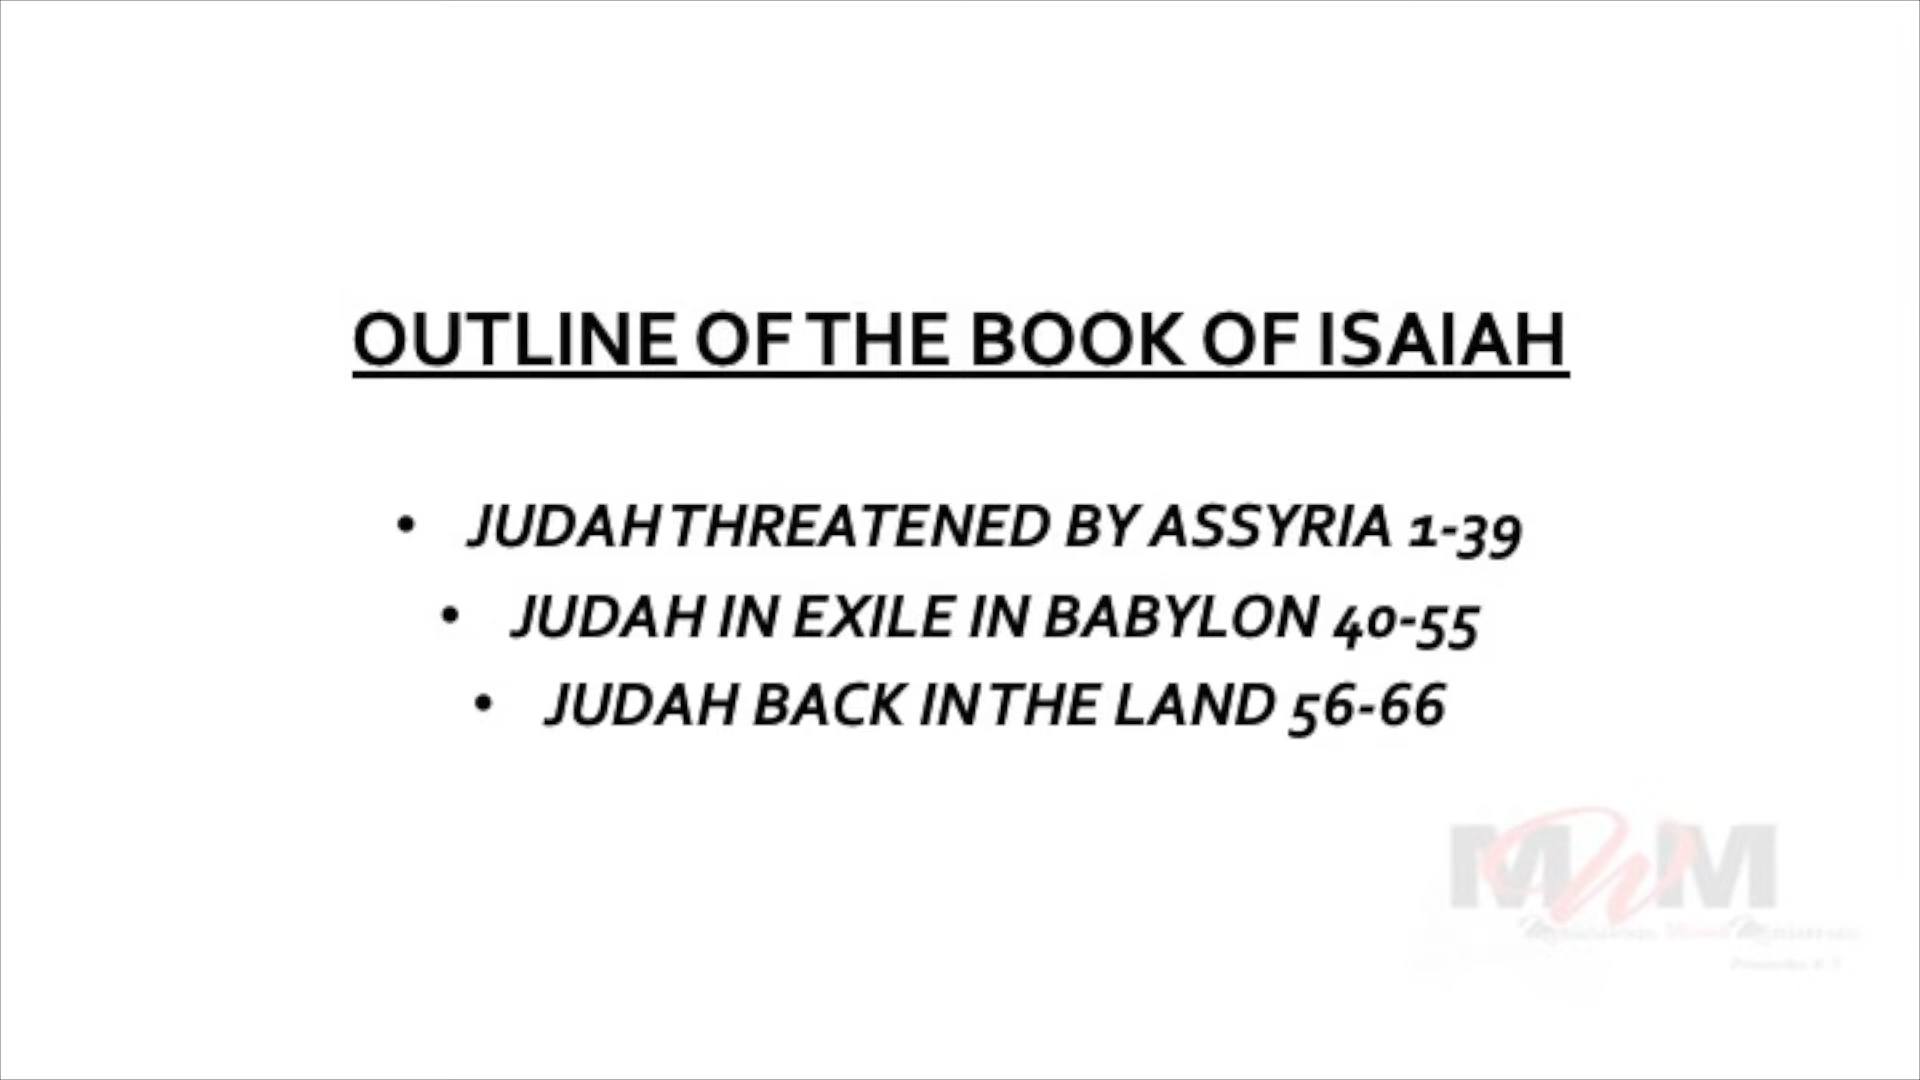 OUTLINE OF THE BOOK OF ISAIAH
• JUDAH THREATENED BY ASSYRIA 1-39
• JUDAH IN EXILE IN BABYLON 40-55
• JUDAH BACK IN THE LAND 56-66
MWM